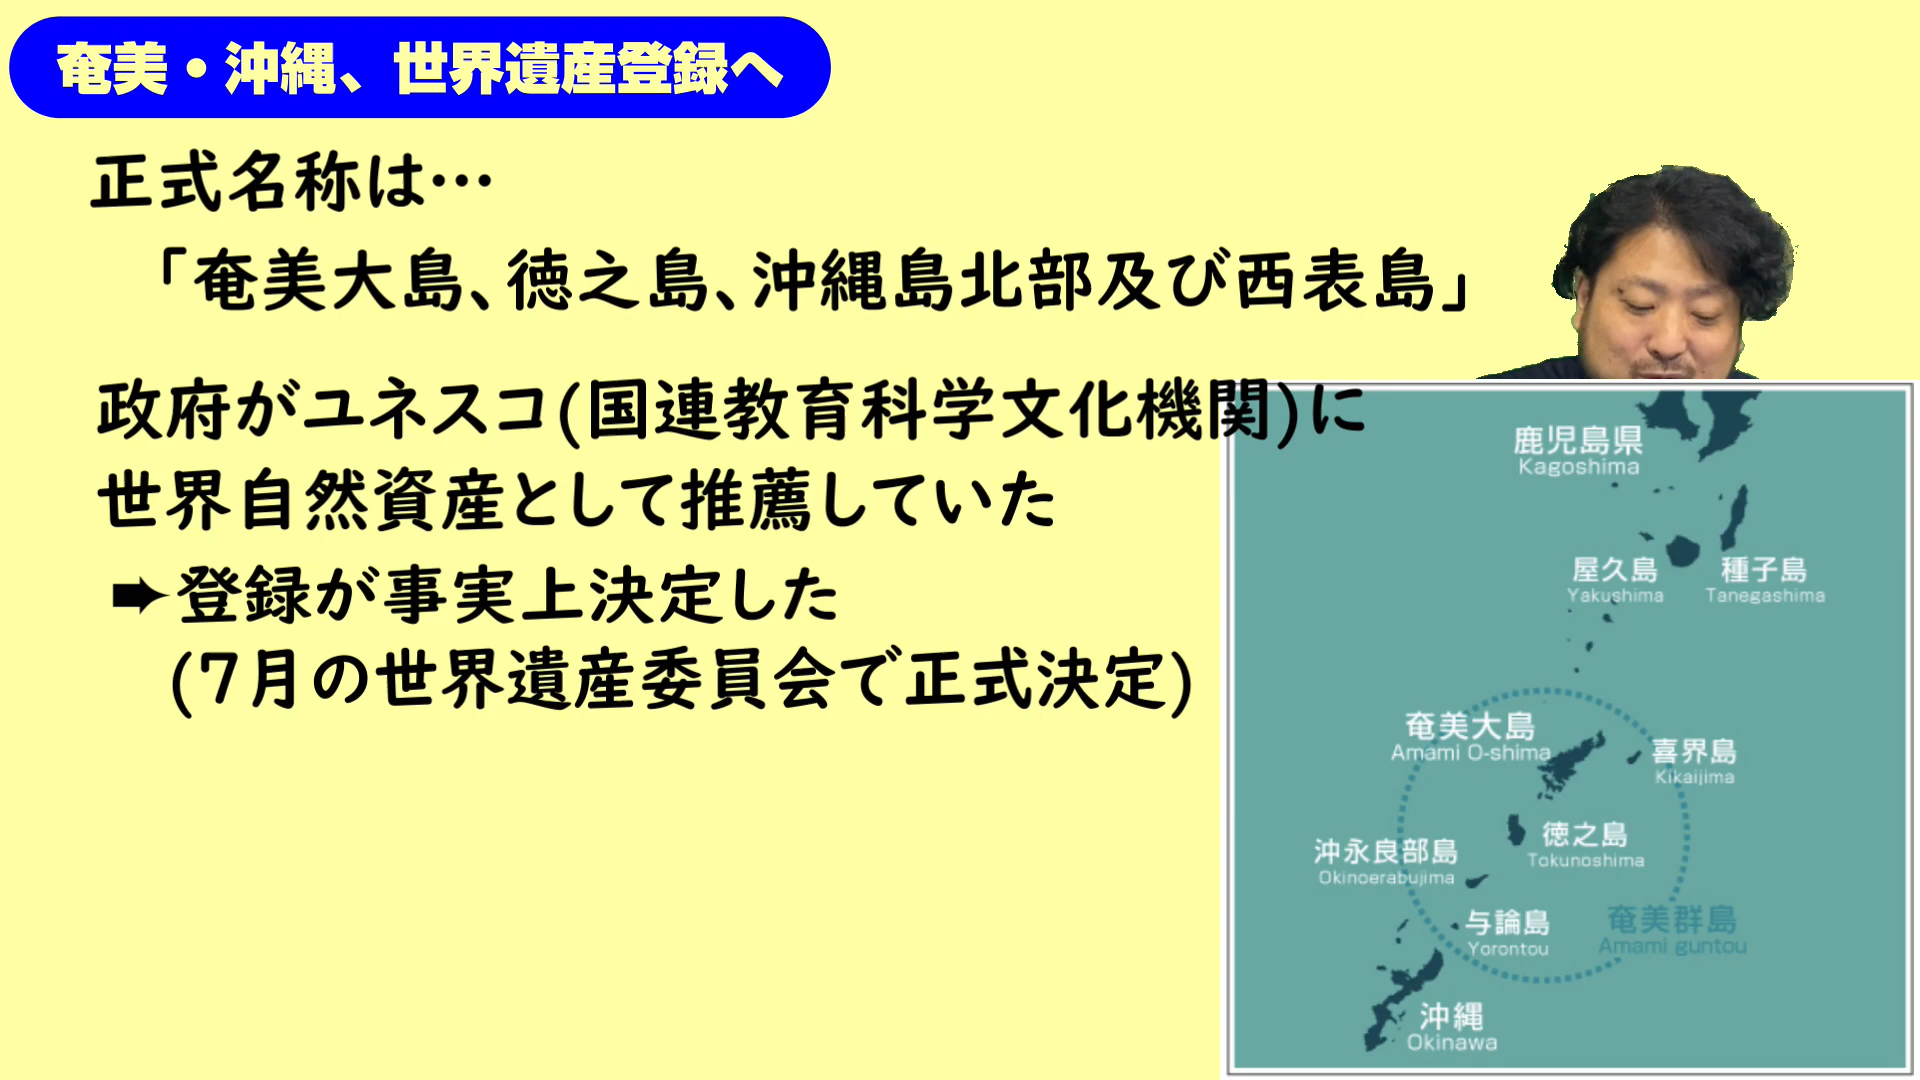 奄美・沖縄、世界遺産登録へ
正式名称は…
「奄美大島、徳之島、沖縄島北部及び西表島」
政府がユネスコ(国連教育科学文化機関)に
世界自然資産として推薦していた
➨登録が事実上決定した
(7月の世界遺産委員会で正式決定)
鹿児島県
Kagoshima
屋久島
Yakushima
種子島
Tanegashima
奄美大島
Amami O-shima
喜界島
Kikaijima
徳之島
Tokunoshima
沖永良部島
Okinoerabujima
与論島
Yorontou
奄美群島
Amami guntou
沖縄
Okinawa